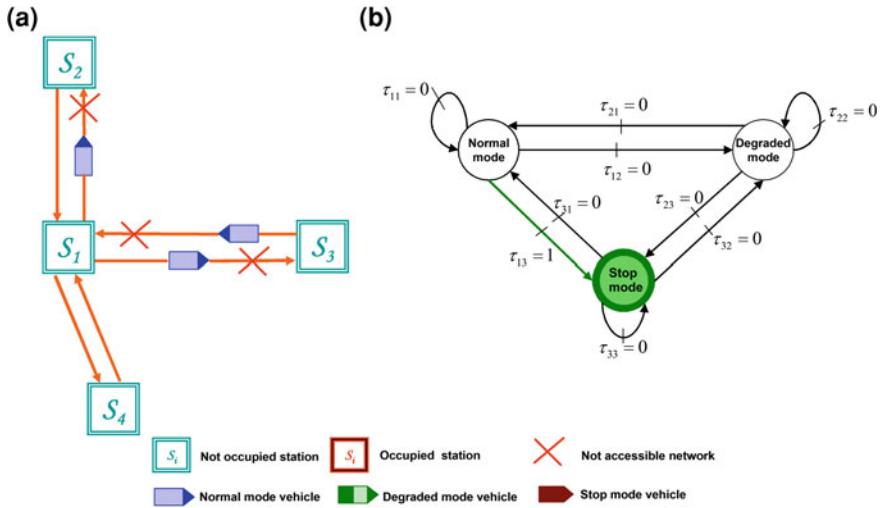 (a)
S2
S1
S3
S4
(b)
τ11 = 0
τ21 = 0
τ22 = 0
Normal
mode
Degraded
mode
τ12 = 0
τ31 = 0
τ23 = 0
τ13 = 1
τ32 = 0
Stop
mode
τ33 = 0
Si Not occupied station
Si Occupied station
Not accessible network
Normal mode vehicle
Degraded mode vehicle
Stop mode vehicle